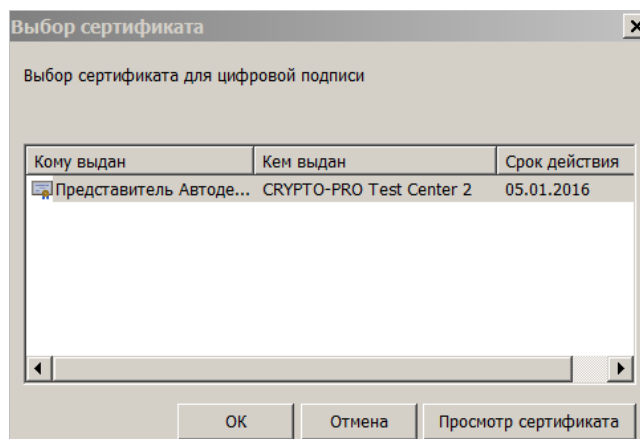 Выбор сертификата
Выбор сертификата для цифровой подписи
Кому выдан Кем выдан Срок действия
Представитель Автоде... CRYPTO-PRO Test Center 2 05.01.2016
ОК Отмена Просмотр сертификата